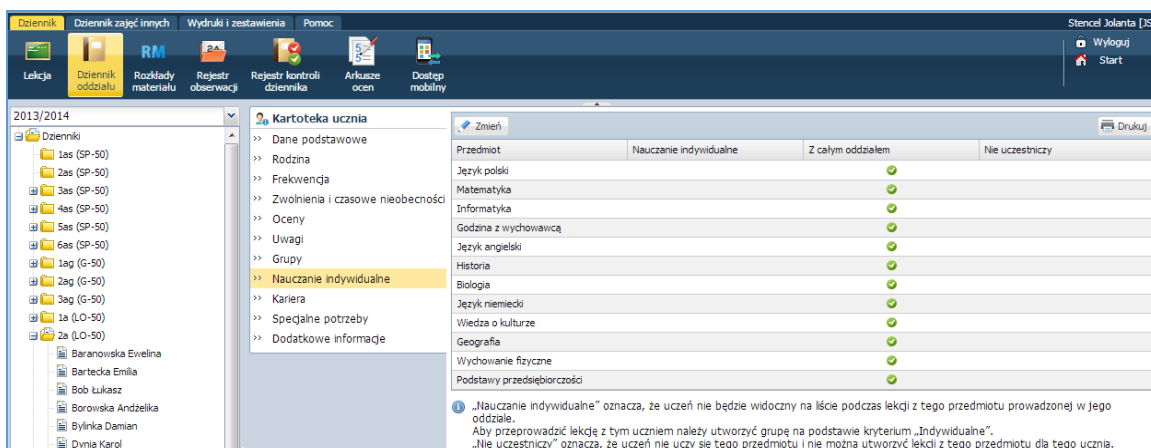 Dziennik Dziennik zajęć innych Wydruki i zestawienia Pomoc Stencel Jolanta [JS
Wyloguj
Start
RM 24 5- 5=
Lekcja Dziennik oddziału Rozkłady materiału Rejestr obserwacji Rejestr kontroli dziennika Arkusze ocen Dostęp mobilny
2013/2014
Dzienniki
1as (SP-50)
2as (SP-50)
3as (SP-50)
4as (SP-50)
5as (SP-50)
6as (SP-50)
1ag (G-50)
2ag (G-50)
3ag (G-50)
1a (LO-50)
2a (LO-50)
Baranowska Ewelina
Bartecka Emilia
Bob Łukasz
Borowska Andżelika
Bylinka Damian
Dynia Karol
Kartoteka ucznia
>> Dane podstawowe
>> Rodzina
>> Frekwencja
>> Zwolnienia i czasowe nieobecności
>> Oceny
>> Uwagi
>> Grupy
>> Nauczanie indywidualne
>> Kariera
>> Specjalne potrzeby
>> Dodatkowe informacje
Zmień Drukuj
Przedmiot Nauczanie indywidualne Z całym oddziałem Nie uczestniczy
Język polski
Matematyka
Informatyka
Godzina z wychowawcą
Język angielski
Historia
Biologia
Język niemiecki
Wiedza o kulturze
Geografia
Wychowanie fizyczne
Podstawy przedsiębiorczości
„Nauczanie indywidualne" oznacza, że uczeń nie będzie widoczny na liście podczas lekcji z tego przedmiotu prowadzonej w jego
oddziale.
Aby przeprowadzić lekcję z tym uczniem należy utworzyć grupę na podstawie kryterium „Indywidualne".
„Nie uczestniczy" oznacza, że uczeń nie uczy się tego przedmiotu i nie można utworzyć lekcji z tego przedmiotu dla tego ucznia.